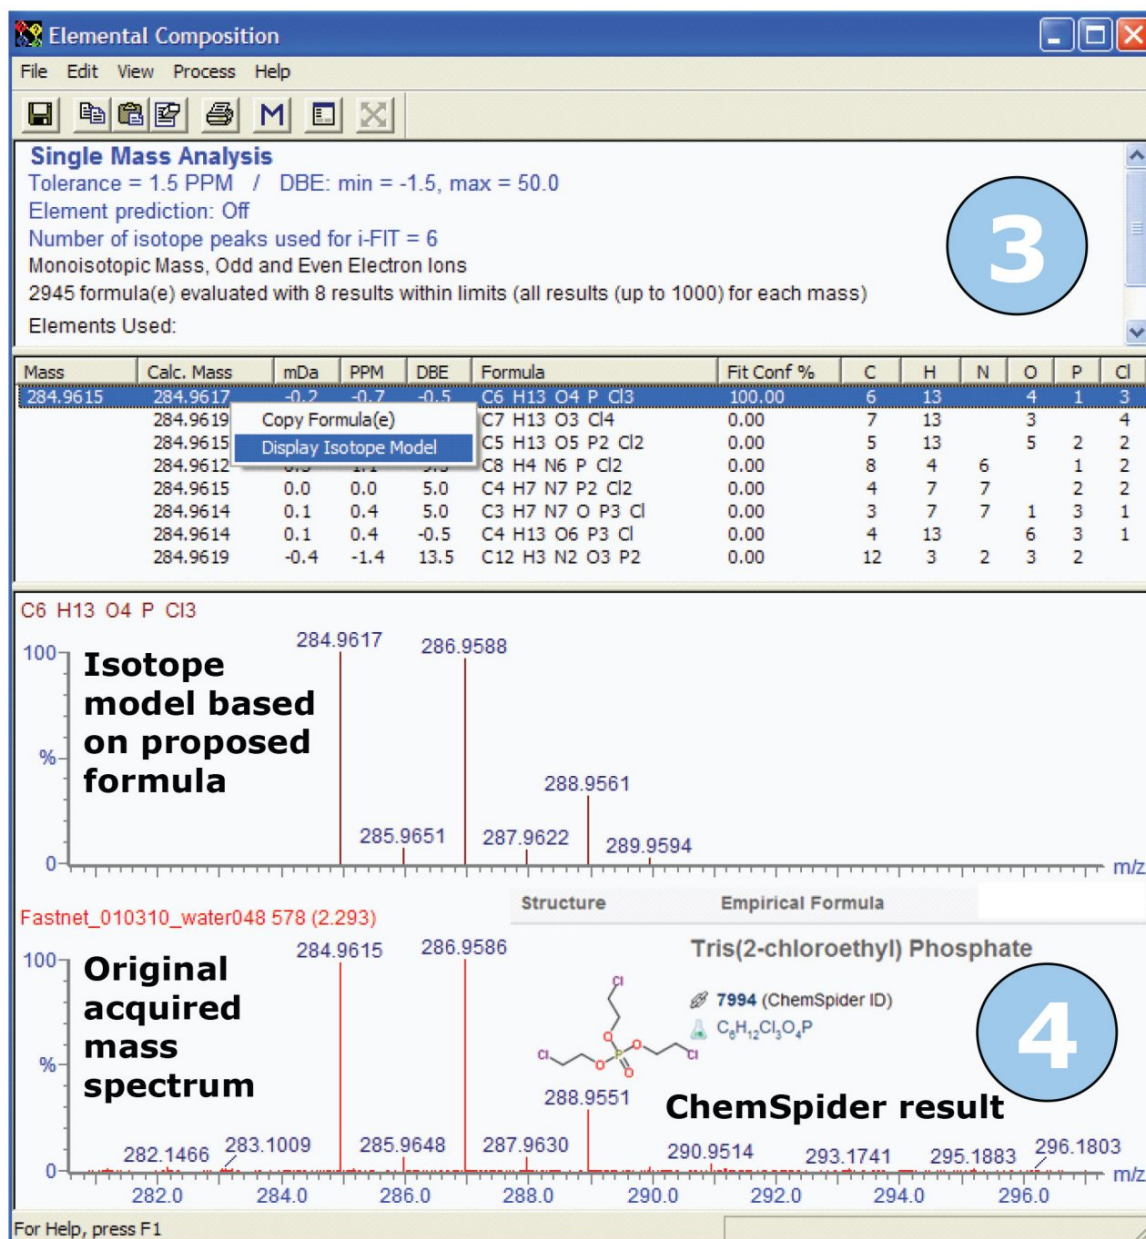 Elemental Composition
File Edit View Process Help
Single Mass Analysis
Tolerance = 1.5 PPM / DBE: min = -1.5, max = 50.0
Element prediction: Off
Number of isotope peaks used for i-FIT = 6
Monoisotopic Mass, Odd and Even Electron Ions
2945 formula(e) evaluated with 8 results within limits (all results (up to 1000) for each mass)
Elements Used:
3
Mass Calc. Mass mDa PPM DBE Formula Fit Conf % C H N O P Cl
284.9615 284.9617 -0.2 -0.7 -0.5 C6 H13 O4 P Cl3 100.00 6 13 4 1 3
284.9619 C7 H13 O3 Cl4 0.00 7 13 3 4
284.9615 C5 H13 O5 P2 Cl2 0.00 5 13 5 2 2
284.9612 C8 H4 N6 P Cl2 0.00 8 4 6 1 2
284.9615 0.0 0.0 5.0 C4 H7 N7 P2 Cl2 0.00 4 7 7 2 2
284.9614 0.1 0.4 5.0 C3 H7 N7 O P3 Cl 0.00 3 7 7 1 3 1
284.9614 0.1 0.4 -0.5 C4 H13 O6 P3 Cl 0.00 4 13 6 3 1
284.9619 -0.4 -1.4 13.5 C12 H3 N2 O3 P2 0.00 12 3 2 3 2
Copy Formula(e)
Display Isotope Model
C6 H13 O4 P Cl3
100
%
0
Isotope
model based
on proposed
formula
284.9617
286.9588
288.9561
285.9651
287.9622
289.9594
m/z
Fastnet_010310_water048 578 (2.293)
Structure Empirical Formula
100
%
0
Original
acquired
mass
spectrum
284.9615
286.9586
Tris(2-chloroethyl) Phosphate
7994 (ChemSpider ID)
C6H12Cl3O4P
Cl
O
Cl
O
P
O
Cl
O
4
ChemSpider result
288.9551
282.1466
283.1009
285.9648
287.9630
290.9514
293.1741
295.1883
296.1803
m/z
282.0 284.0 286.0 288.0 290.0 292.0 294.0 296.0
For Help, press F1